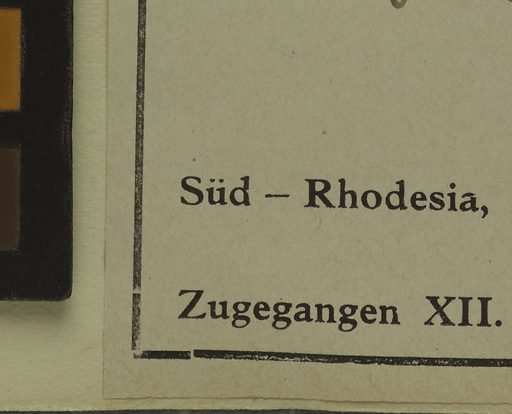 Süd – Rhodesia,
Zugegangen XII.